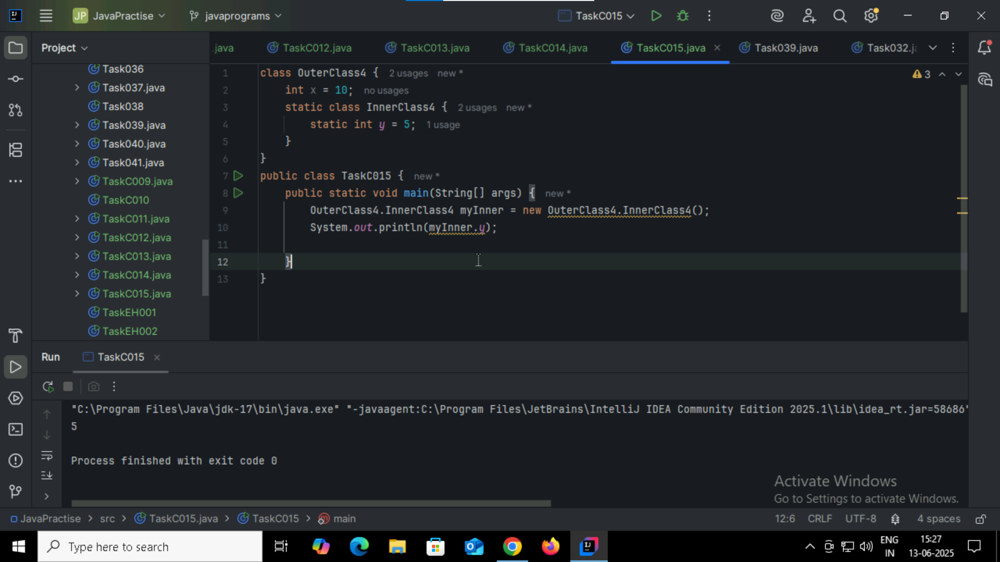 JP JavaPractise
javaprograms
TaskC015
Project
.java
TaskC012.java
TaskC013.java
TaskC014.java
TaskC015.java
Task039.java
Task032.
Task036
Task037.java
Task038
Task039.java
Task040.java
Task041.java
TaskC009.java
TaskC010
TaskC011.java
TaskC012.java
TaskC013.java
TaskC014.java
TaskC015.java
TaskEH001
TaskEH002
3
1 class OuterClass4 { 2 usages new *
2 int x = 10; no usages
3 static class InnerClass4 { 2 usages new *
4 static int y = 5; 1 usage
5 }
6 }
7 public class TaskC015 { new *
8 public static void main(String[] args) { new *
9 OuterClass4.InnerClass4 myInner = new OuterClass4.InnerClass4();
10 System.out.println(myInner.y);
11
12 }
13 }
Run TaskC015
"C:\Program Files\Java\jdk-17\bin\java.exe" "-javaagent:C:\Program Files\JetBrains\IntelliJ IDEA Community Edition 2025.1\lib\idea_rt.jar=58686"
5
Process finished with exit code 0
Activate Windows
Go to Settings to activate Windows.
JavaPractise > src > TaskC015.java > TaskC015 > main
12:6 CRLF UTF-8 4 spaces
Type here to search
ENG
IN
15:27
13-06-2025